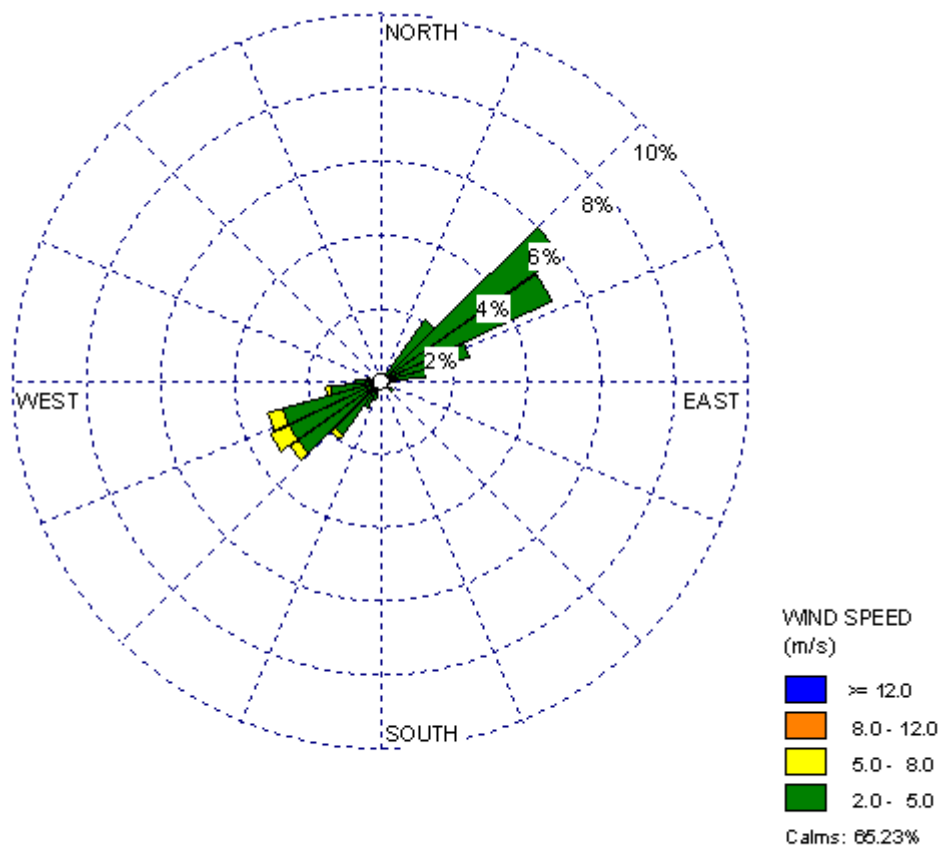 NORTH
10%
8%
6%
4%
2%
WEST
EAST
SOUTH
WIND SPEED
(m/s)
>= 12.0
8.0 - 12.0
5.0 - 8.0
2.0 - 5.0
Calms: 65.23%